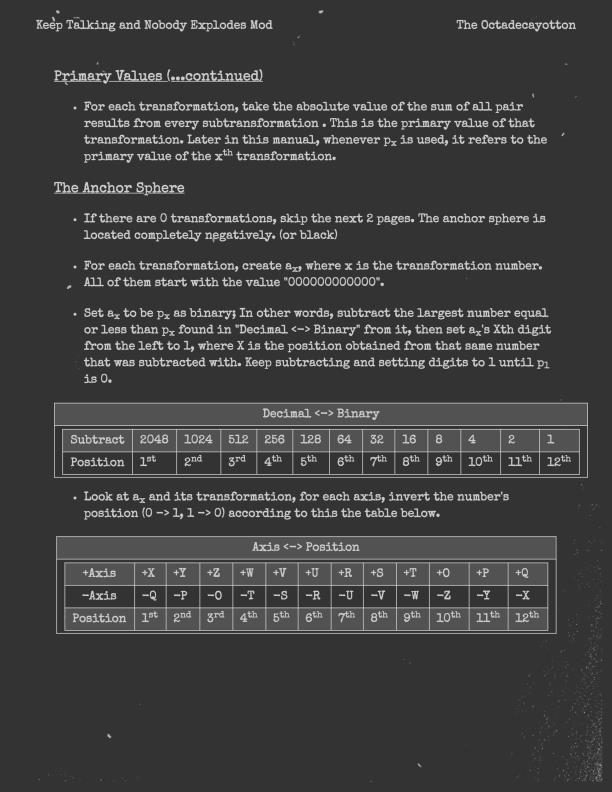 Keep Talking and Nobody Explodes Mod
The Octadecayotton
Primary Values (...continued)
• For each transformation, take the absolute value of the sum of all pair
results from every subtransformation . This is the primary value of that
transformation. Later in this manual, whenever pₓ is used, it refers to the
primary value of the xᵗʰ transformation.
The Anchor Sphere
• If there are 0 transformations, skip the next 2 pages. The anchor sphere is
located completely negatively. (or black)
• For each transformation, create aₓ, where x is the transformation number.
All of them start with the value "000000000000".
• Set aₓ to be pₓ as binary; In other words, subtract the largest number equal
or less than pₓ found in "Decimal <-> Binary" from it, then set aₓ's Xth digit
from the left to 1, where X is the position obtained from that same number
that was subtracted with. Keep subtracting and setting digits to 1 until p₁
is 0.
Decimal <-> Binary
Subtract 2048 1024 512 256 128 64 32 16 8 4 2 1
Position 1ˢᵗ 2ⁿᵈ 3ʳᵈ 4ᵗʰ 5ᵗʰ 6ᵗʰ 7ᵗʰ 8ᵗʰ 9ᵗʰ 10ᵗʰ 11ᵗʰ 12ᵗʰ
• Look at aₓ and its transformation, for each axis, invert the number's
position (0 -> 1, 1 -> 0) according to this the table below.
Axis <-> Position
+Axis +X +Y +Z +W +V +U +R +S +T +O +P +Q
-Axis -Q -P -O -T -S -R -U -V -W -Z -Y -X
Position 1ˢᵗ 2ⁿᵈ 3ʳᵈ 4ᵗʰ 5ᵗʰ 6ᵗʰ 7ᵗʰ 8ᵗʰ 9ᵗʰ 10ᵗʰ 11ᵗʰ 12ᵗʰ